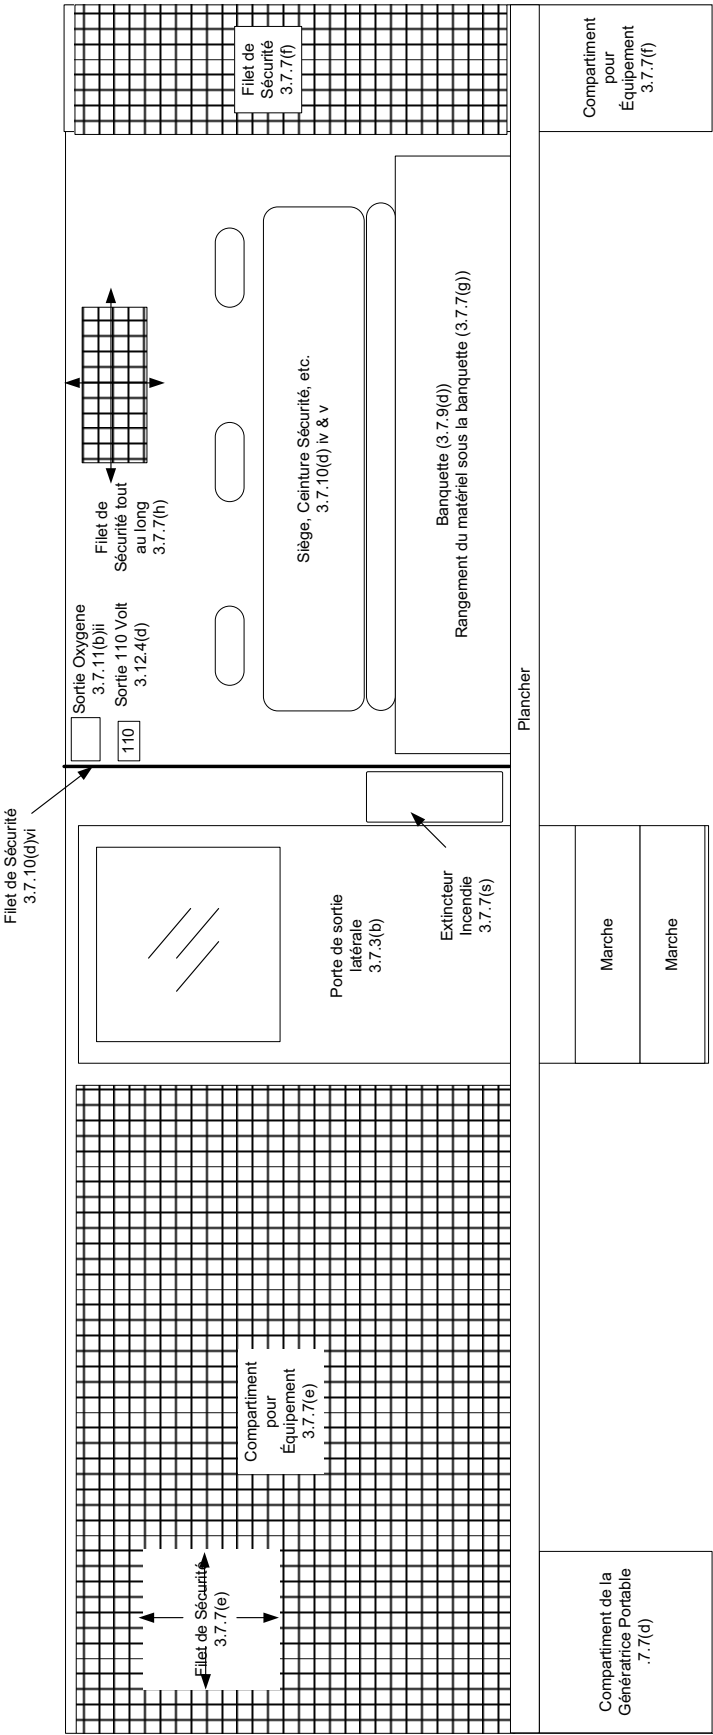 Filet de
Sécurité
3.7.7(f)
Compartiment
pour
Équipement
3.7.7(f)
Filet de
Sécurité tout
au long
3.7.7(h)
Siège, Ceinture Sécurité, etc.
3.7.10(d) iv & v
Banquette (3.7.9(d))
Rangement du matériel sous la banquette (3.7.7(g))
Sortie Oxygene
3.7.11(b)ii
Sortie 110 Volt
3.12.4(d)
110
Plancher
Filet de Sécurité
3.7.10(d)vi
Porte de sortie
latérale
3.7.3(b)
Extincteur
Incendie
3.7.7(s)
Marche
Marche
Compartiment
pour
Équipement
3.7.7(e)
Filet de Sécurité
3.7.7(e)
Compartiment de la
Génératrice Portable
.7.7(d)